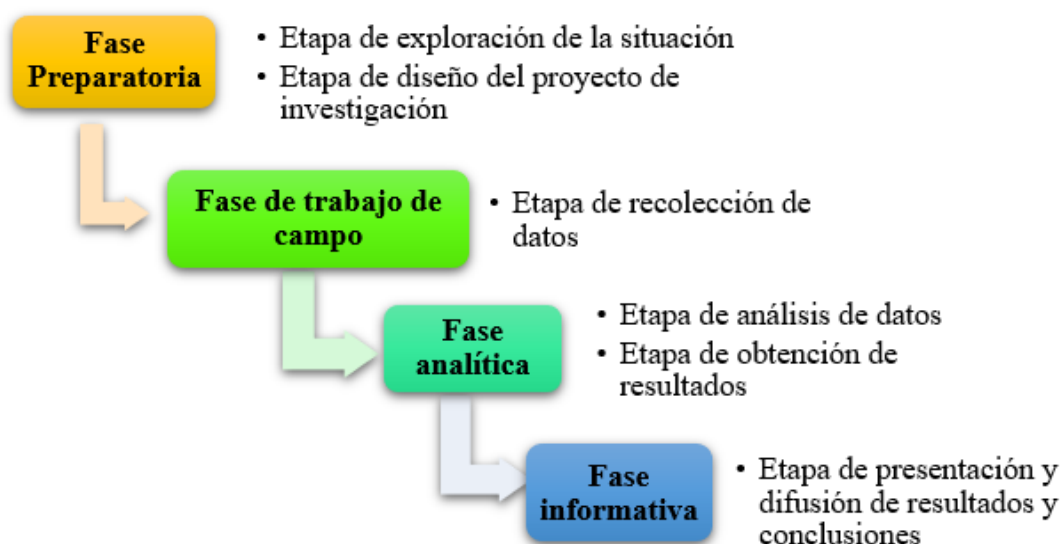 Fase
Preparatoria
• Etapa de exploración de la situación
• Etapa de diseño del proyecto de
investigación
Fase de trabajo de
campo
• Etapa de recolección de
datos
Fase
analítica
• Etapa de análisis de datos
• Etapa de obtención de
resultados
Fase
informativa
• Etapa de presentación y
difusión de resultados y
conclusiones